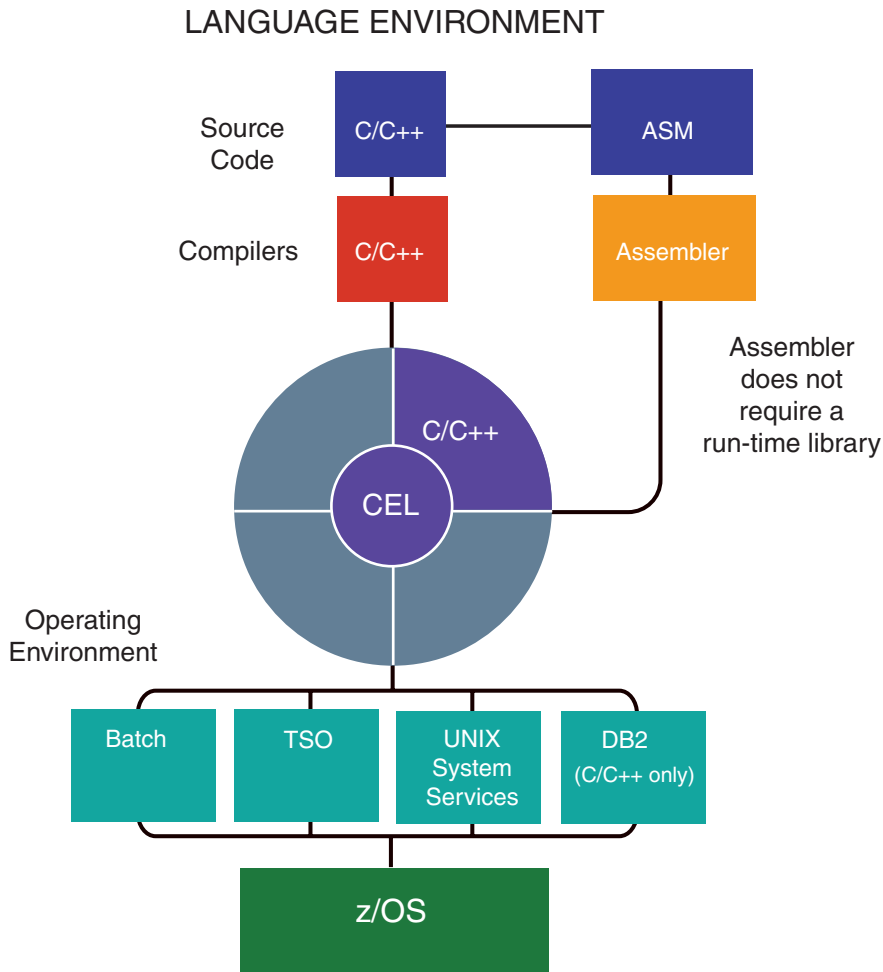 LANGUAGE ENVIRONMENT
Source
Code
C/C++
ASM
Compilers
C/C++
Assembler
Assembler
does not
require a
run-time library
C/C++
CEL
Operating
Environment
Batch
TSO
UNIX
System
Services
DB2
(C/C++ only)
z/OS